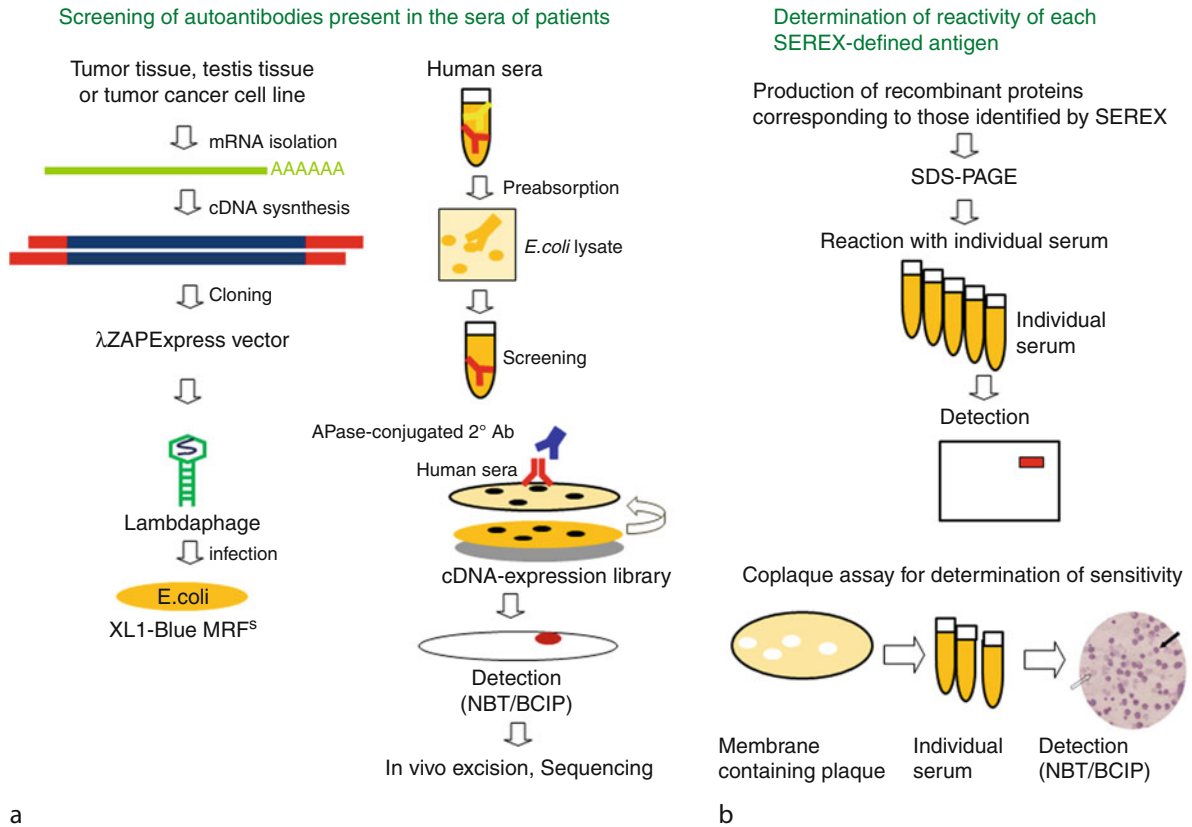 Screening of autoantibodies present in the sera of patients
Tumor tissue, testis tissue
or tumor cancer cell line
mRNA isolation
AAAAAA
cDNA sysnthesis
Cloning
λZAPExpress vector
S
Lambdaphage
infection
E.coli
XL1-Blue MRFˢ
Human sera
Preabsorption
E.coli lysate
Screening
APase-conjugated 2° Ab
Human sera
cDNA-expression library
Detection
(NBT/BCIP)
In vivo excision, Sequencing
a
Determination of reactivity of each
SEREX-defined antigen
Production of recombinant proteins
corresponding to those identified by SEREX
SDS-PAGE
Reaction with individual serum
Individual
serum
Detection
Coplaque assay for determination of sensitivity
Membrane
containing plaque
Individual
serum
Detection
(NBT/BCIP)
b